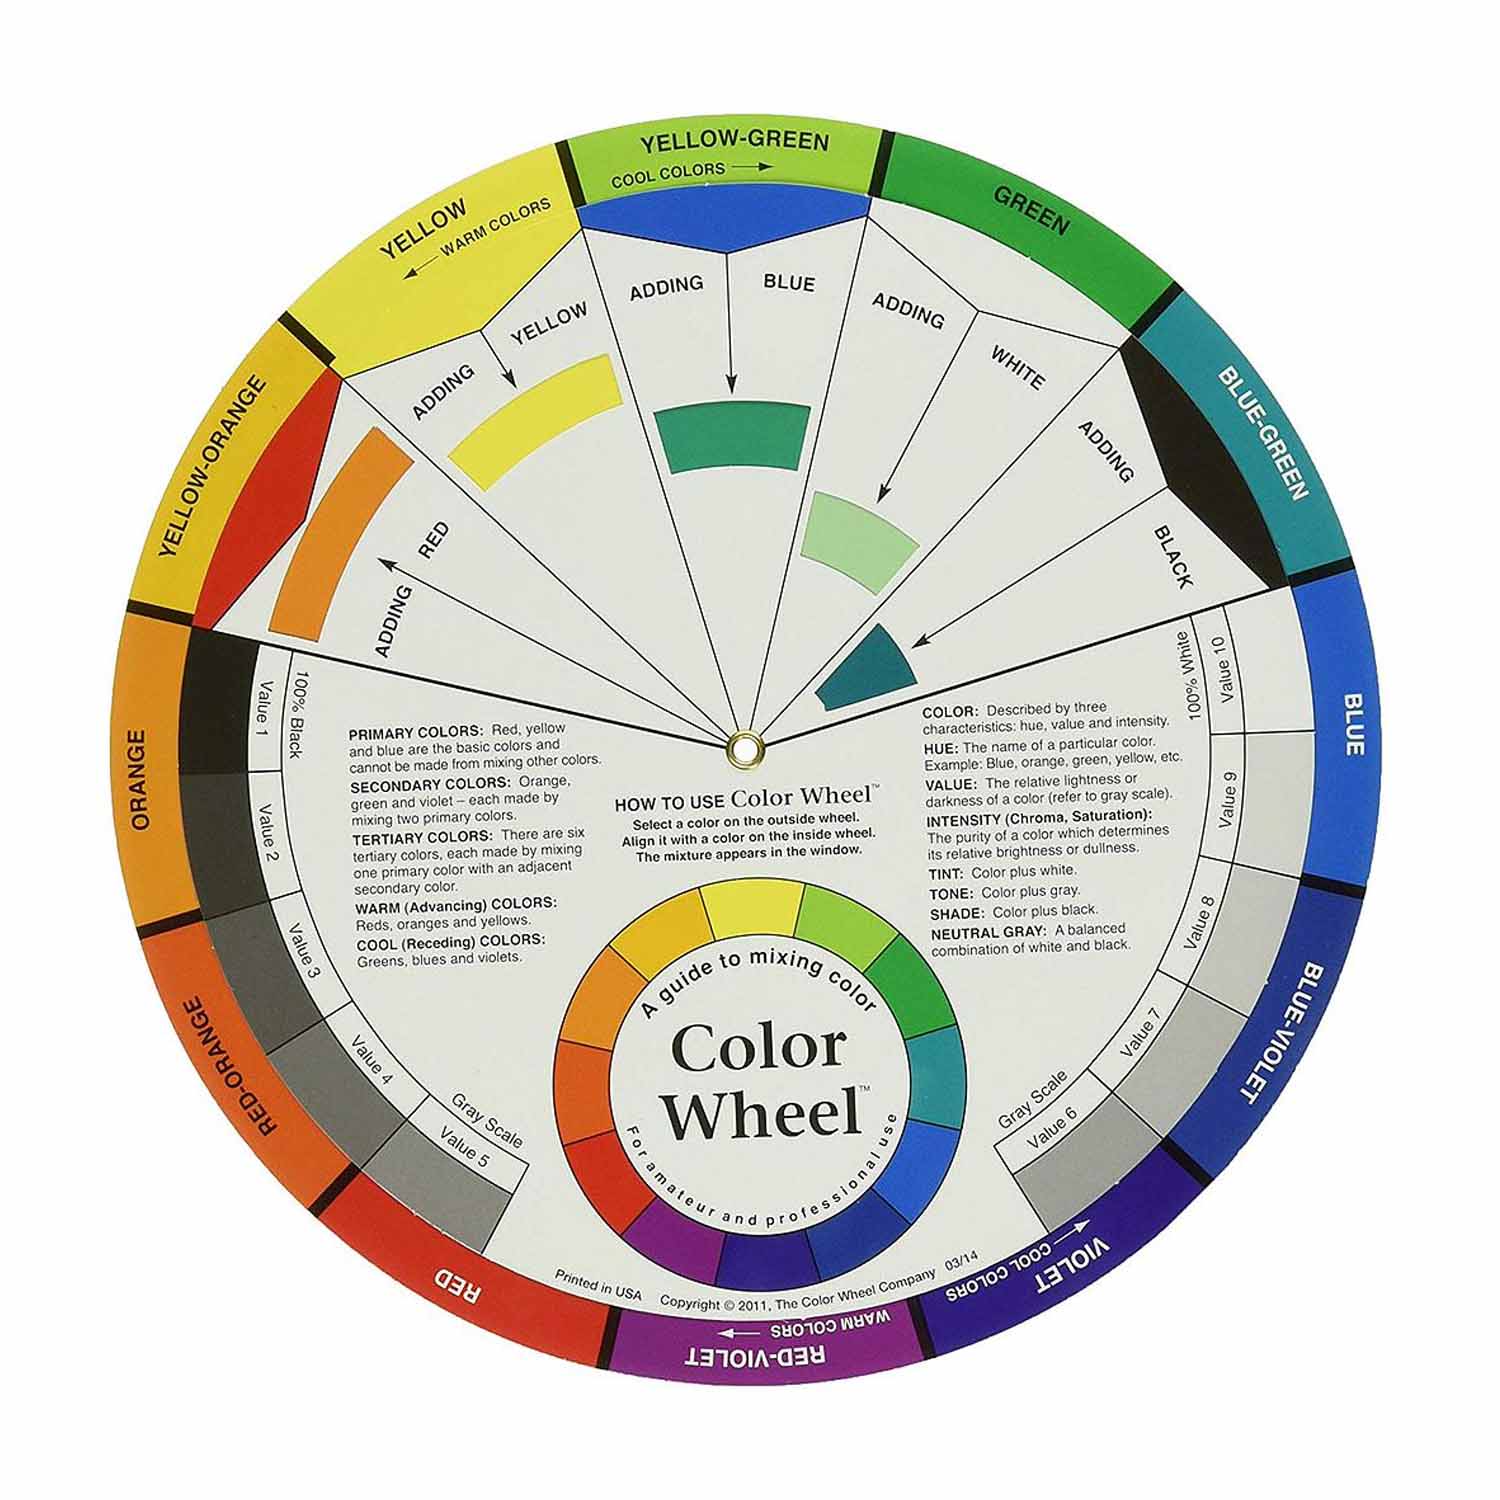 YELLOW-GREEN
COOL COLORS
GREEN
BLUE-GREEN
BLUE
BLUE-VIOLET
VIOLET
COOL COLORS
WARM COLORS
RED-VIOLET
RED
RED-ORANGE
ORANGE
YELLOW-ORANGE
YELLOW
WARM COLORS
ADDING RED
ADDING YELLOW
ADDING BLUE
ADDING WHITE
ADDING BLACK
100% Black
Value 1
Value 2
Value 3
Value 4
Value 5
Gray Scale
PRIMARY COLORS: Red, yellow
and blue are the basic colors and
cannot be made from mixing other colors.
SECONDARY COLORS: Orange,
green and violet – each made by
mixing two primary colors.
TERTIARY COLORS: There are six
tertiary colors, each made by mixing
one primary color with an adjacent
secondary color.
WARM (Advancing) COLORS:
Reds, oranges and yellows.
COOL (Receding) COLORS:
Greens, blues and violets.
HOW TO USE Color Wheel™
Select a color on the outside wheel.
Align it with a color on the inside wheel.
The mixture appears in the window.
COLOR: Described by three
characteristics: hue, value and intensity.
HUE: The name of a particular color.
Example: Blue, orange, green, yellow, etc.
VALUE: The relative lightness or
darkness of a color (refer to gray scale).
INTENSITY (Chroma, Saturation):
The purity of a color which determines
its relative brightness or dullness.
TINT: Color plus white.
TONE: Color plus gray.
SHADE: Color plus black.
NEUTRAL GRAY: A balanced
combination of white and black.
100% White
Value 10
Value 9
Value 8
Value 7
Value 6
Gray Scale
A guide to mixing color
Color
Wheel™
For amateur and professional use
Printed in USA Copyright © 2011, The Color Wheel Company 03/14